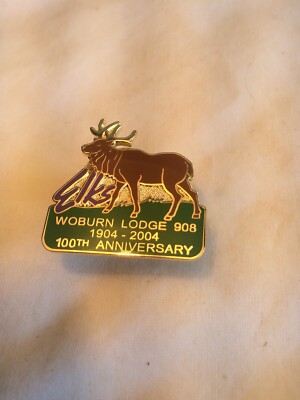 Elks
WOBURN LODGE 908
1904 - 2004
100TH ANNIVERSARY